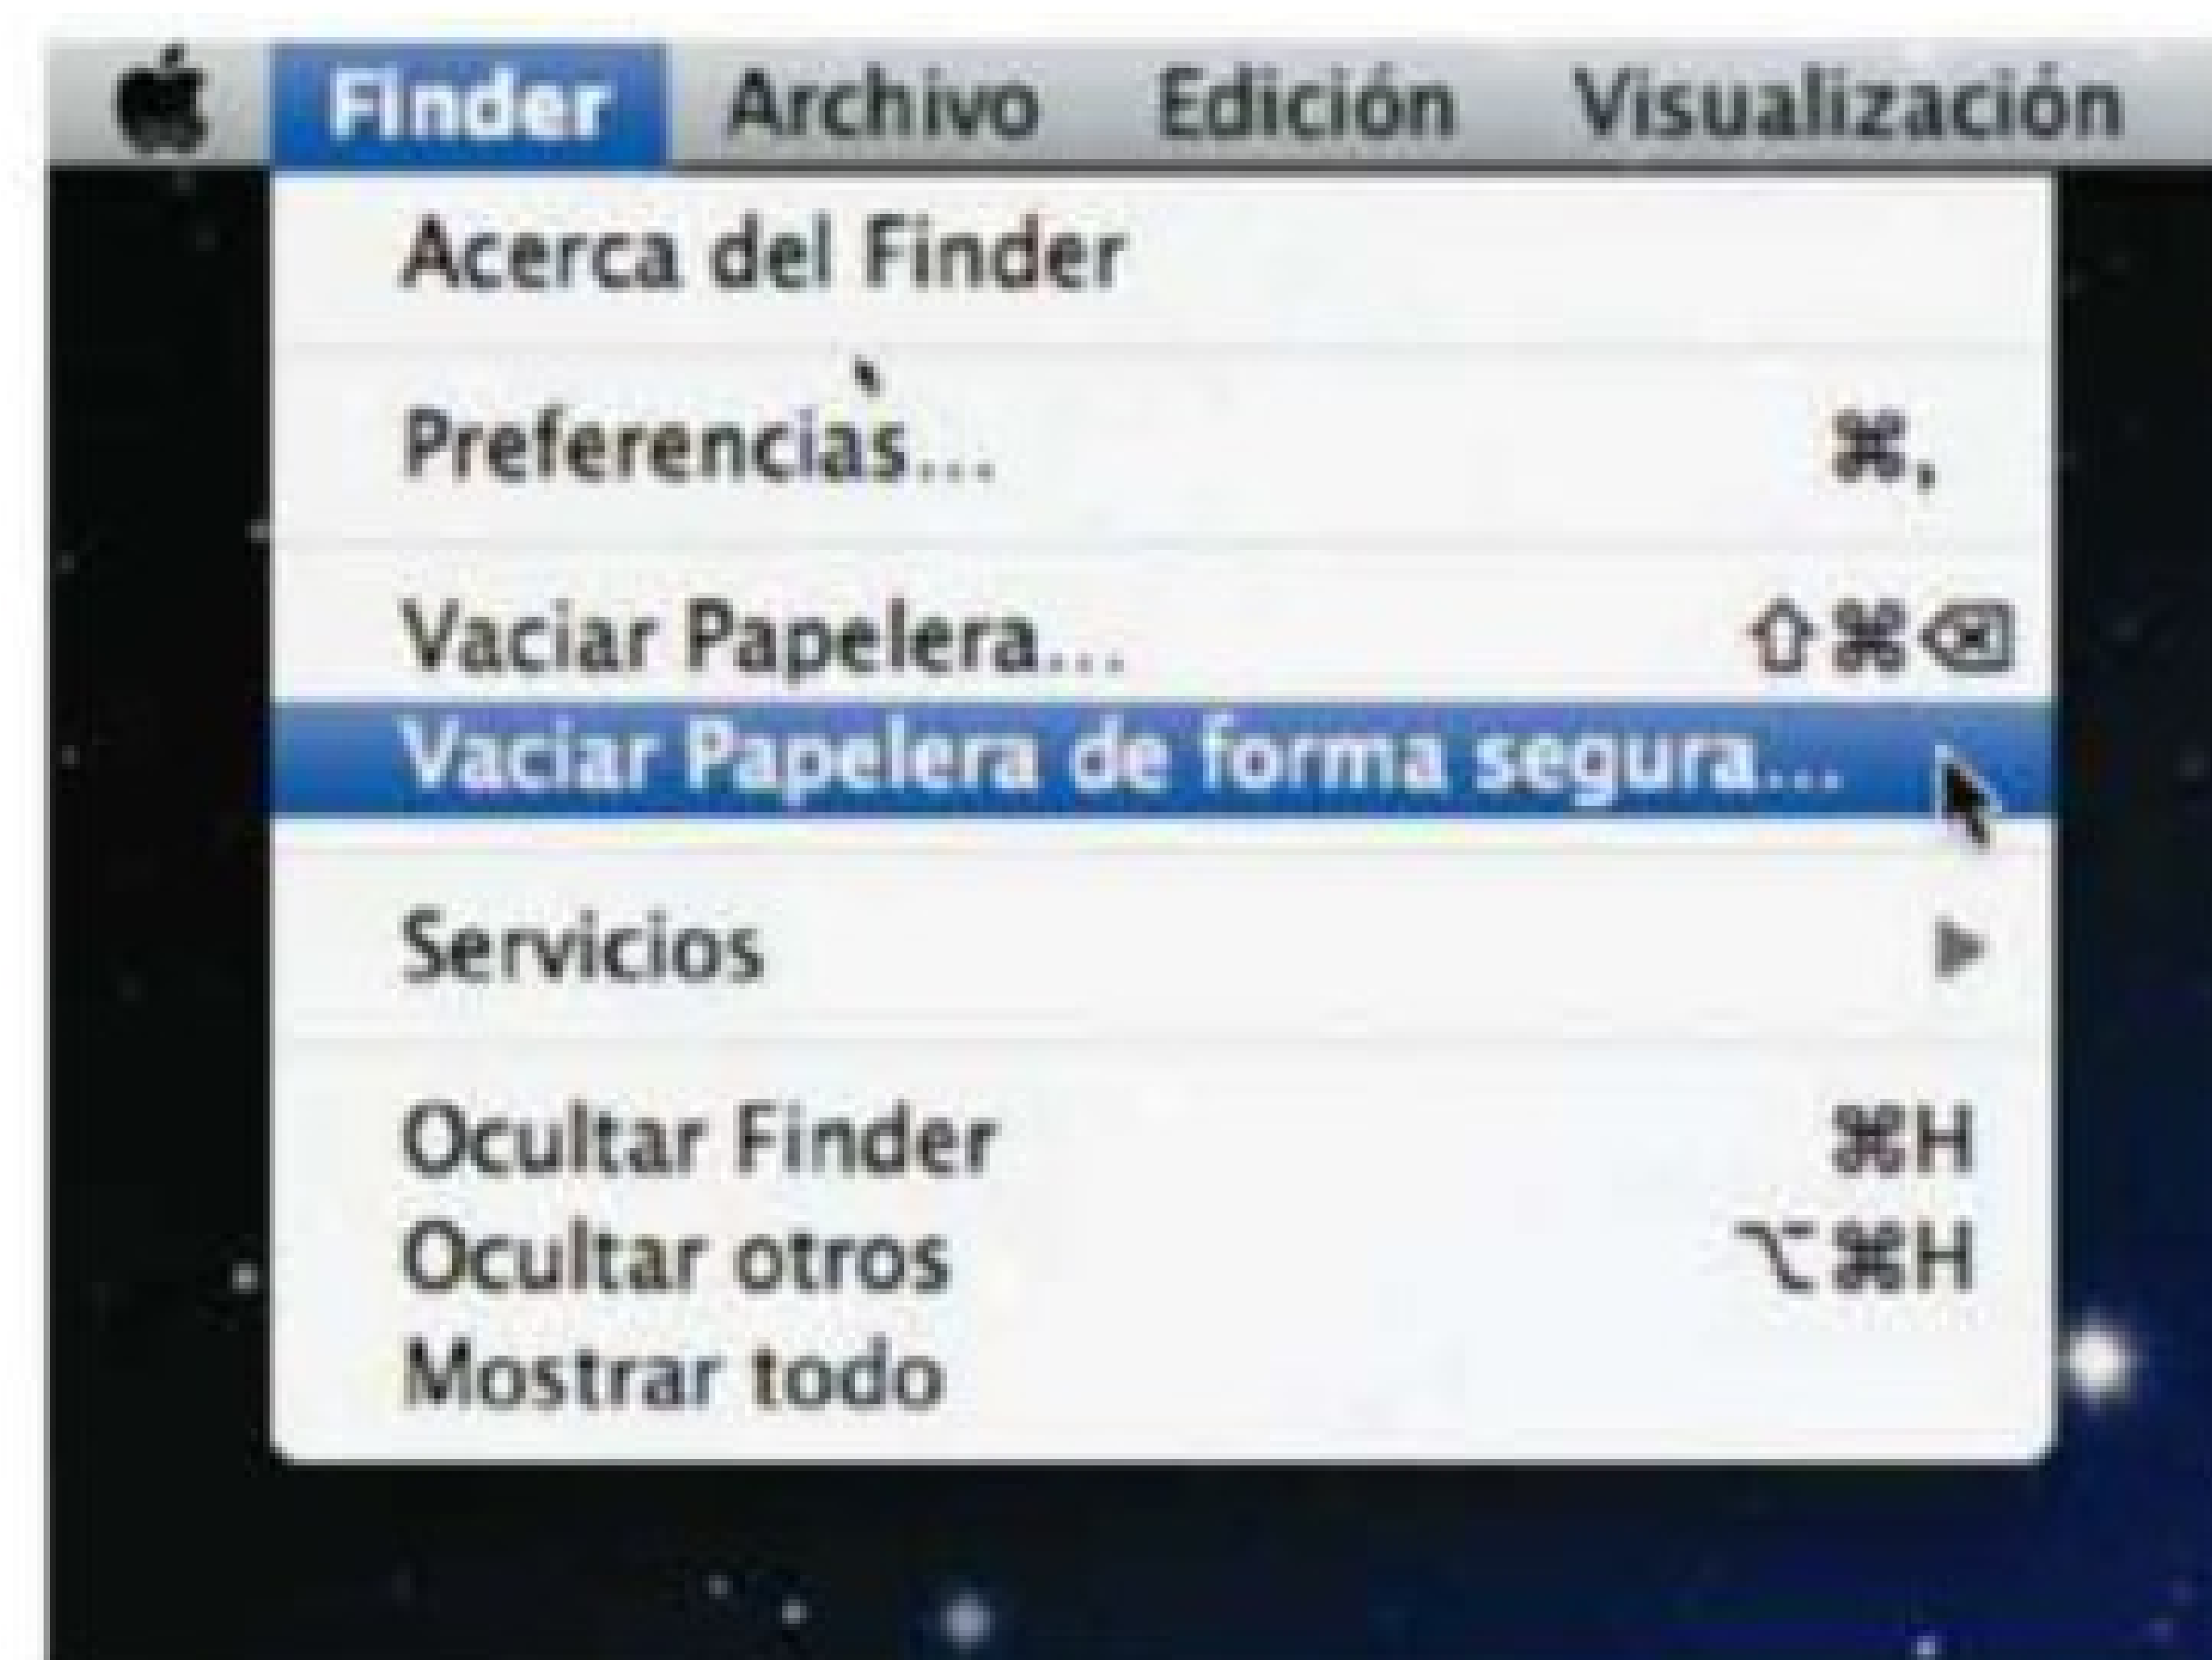 Finder Archivo Edición Visualización
Acerca del Finder
Preferencias... ⌘,
Vaciar Papelera... ⇧⌘⌫
Vaciar Papelera de forma segura...
Servicios ▶
Ocultar Finder ⌘H
Ocultar otros ⌥⌘H
Mostrar todo